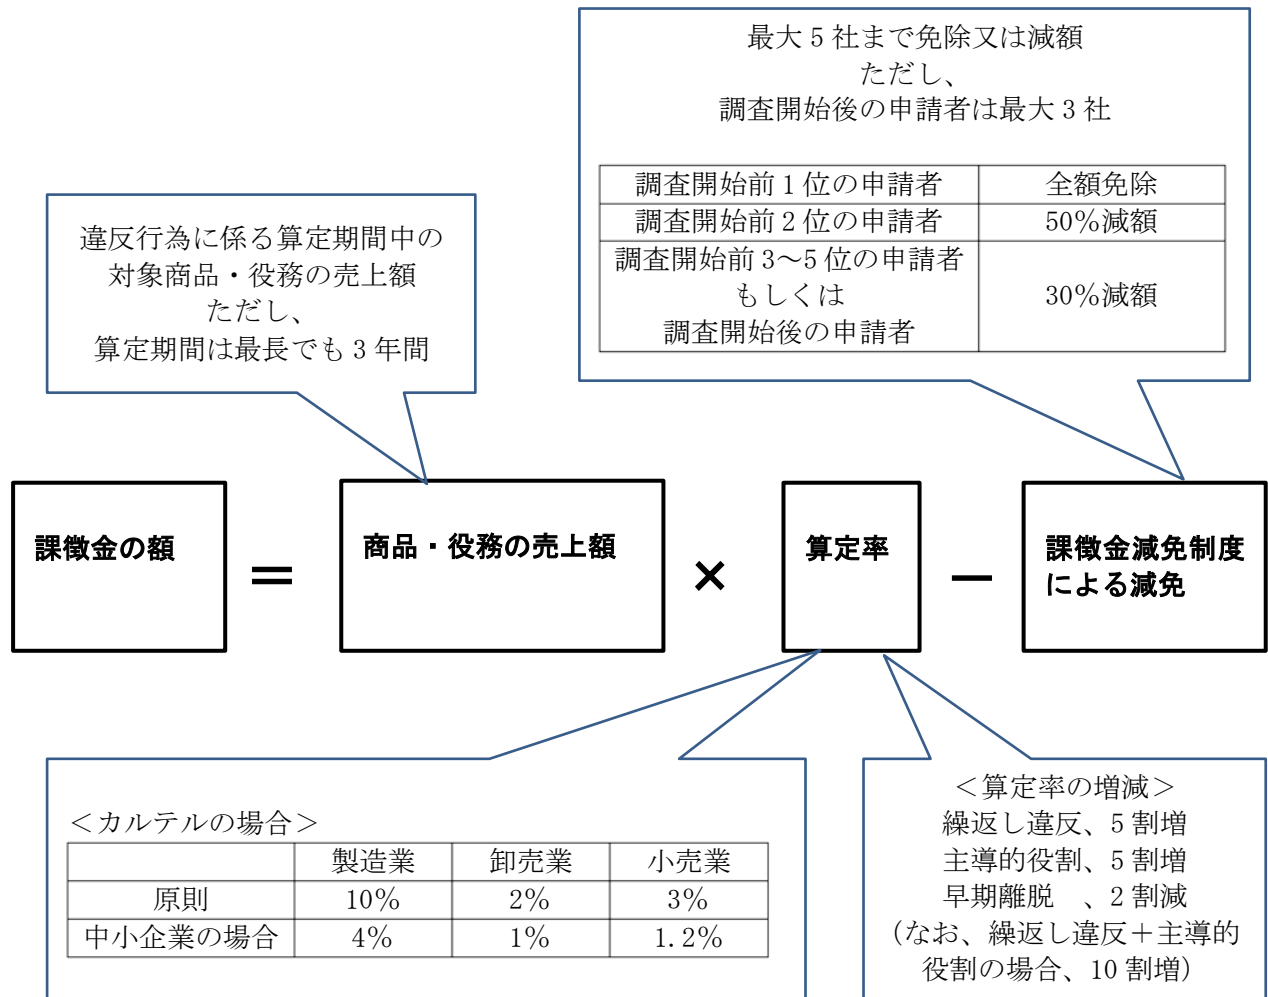 最大 5 社まで免除又は減額
ただし、
調査開始後の申請者は最大 3 社
調査開始前 1 位の申請者 全額免除
調査開始前 2 位の申請者 50%減額
調査開始前 3～5 位の申請者
もしくは
調査開始後の申請者
30%減額
違反行為に係る算定期間中の
対象商品・役務の売上額
ただし、
算定期間は最長でも 3 年間
課徴金の額
＝
商品・役務の売上額
×
算定率
－
課徴金減免制度
による減免
＜カルテルの場合＞
製造業 卸売業 小売業
原則 10% 2% 3%
中小企業の場合 4% 1% 1.2%
＜算定率の増減＞
繰返し違反、5 割増
主導的役割、5 割増
早期離脱　、2 割減
（なお、繰返し違反＋主導的
役割の場合、10 割増）